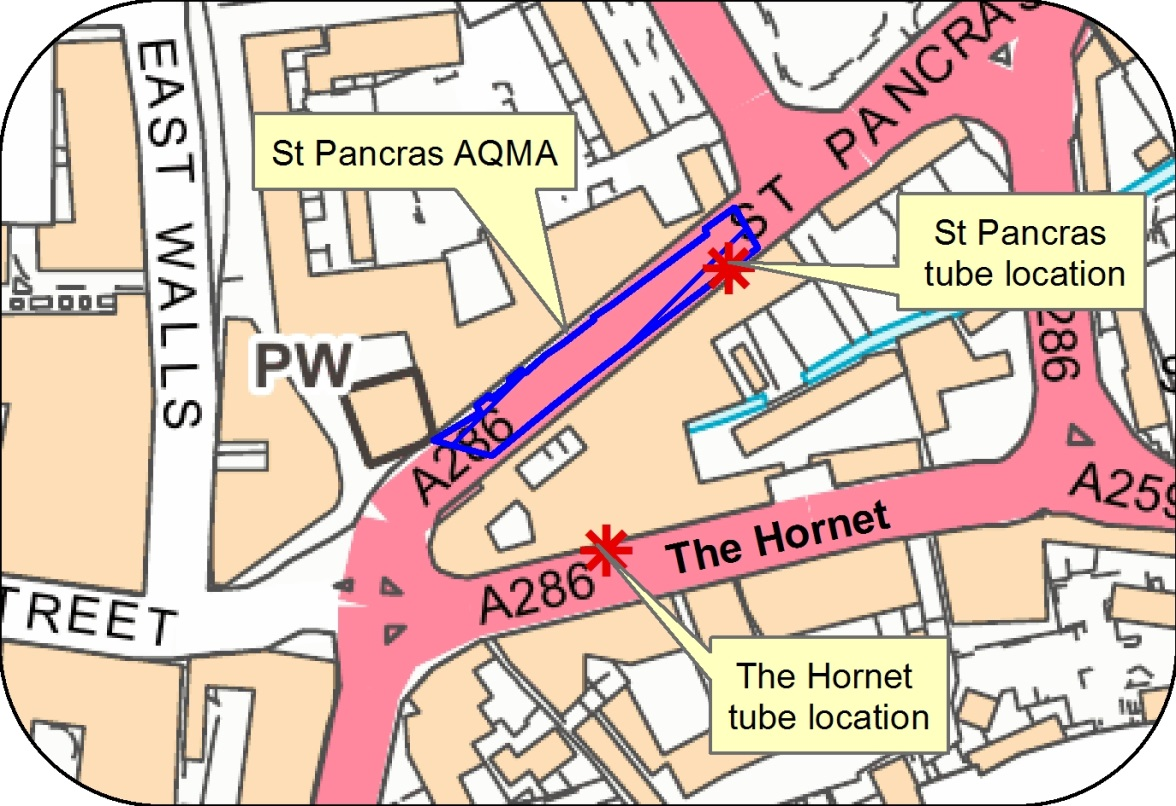 EAST WALLS
St Pancras AQMA
ST PANCRAS
St Pancras
tube location
PW
A286
A286
286
A259
The Hornet
A286
TREET
The Hornet
tube location